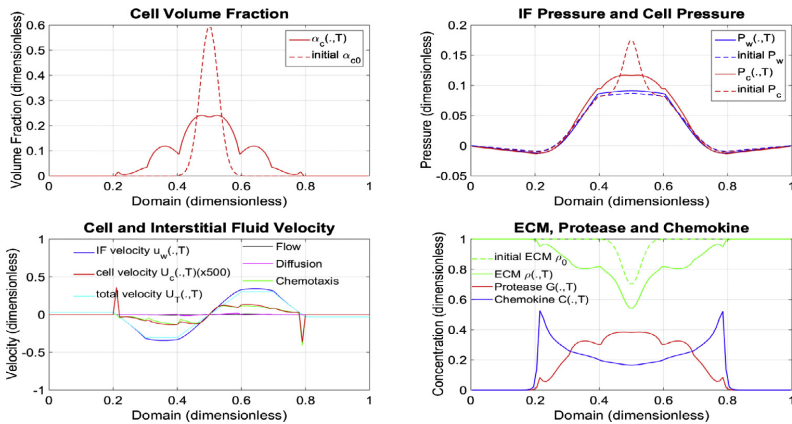 Cell Volume Fraction
Volume Fraction (dimensionless)
0.6
0.5
0.4
0.3
0.2
0.1
0
α_c(.,T)
initial α_c0
0 0.2 0.4 0.6 0.8 1
Domain (dimensionless)
IF Pressure and Cell Pressure
Pressure (dimensionless)
0.2
0.15
0.1
0.05
0
-0.05
P_w(.,T)
initial P_w
P_c(.,T)
initial P_c
0 0.2 0.4 0.6 0.8 1
Domain (dimensionless)
Cell and Interstitial Fluid Velocity
Velocity (dimensionless)
1
0.5
0
-0.5
-1
IF velocity u_w(.,T)
cell velocity U_c(.,T)(x500)
total velocity U_T(.,T)
Flow
Diffusion
Chemotaxis
0 0.2 0.4 0.6 0.8 1
Domain (dimensionless)
ECM, Protease and Chemokine
Concentration (dimensionless)
1
0.8
0.6
0.4
0.2
0
initial ECM ρ_0
ECM ρ(.,T)
Protease G(.,T)
Chemokine C(.,T)
0 0.2 0.4 0.6 0.8 1
Domain (dimensionless)